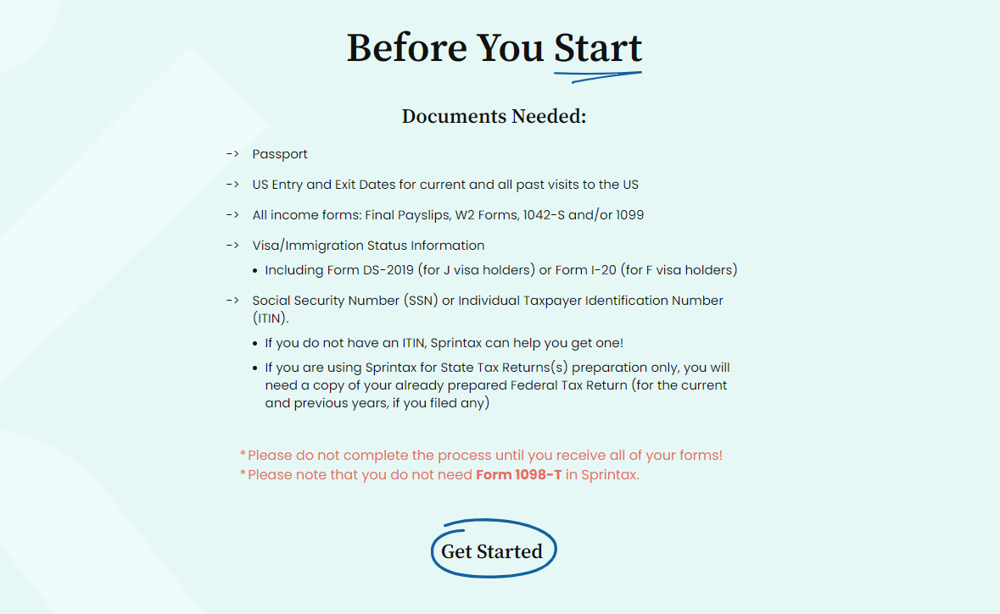 Before You Start
Documents Needed:
-> Passport
-> US Entry and Exit Dates for current and all past visits to the US
-> All income forms: Final Payslips, W2 Forms, 1042-S and/or 1099
-> Visa/Immigration Status Information
• Including Form DS-2019 (for J visa holders) or Form I-20 (for F visa holders)
-> Social Security Number (SSN) or Individual Taxpayer Identification Number
(ITIN).
• If you do not have an ITIN, Sprintax can help you get one!
• If you are using Sprintax for State Tax Returns(s) preparation only, you will
need a copy of your already prepared Federal Tax Return (for the current
and previous years, if you filed any)
*Please do not complete the process until you receive all of your forms!
*Please note that you do not need Form 1098-T in Sprintax.
Get Started